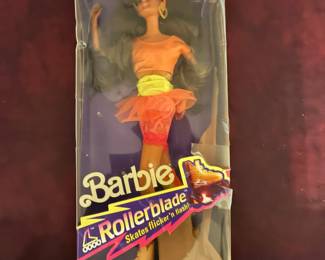 Barbie
Rollerblade
Skates flicker 'n flash!